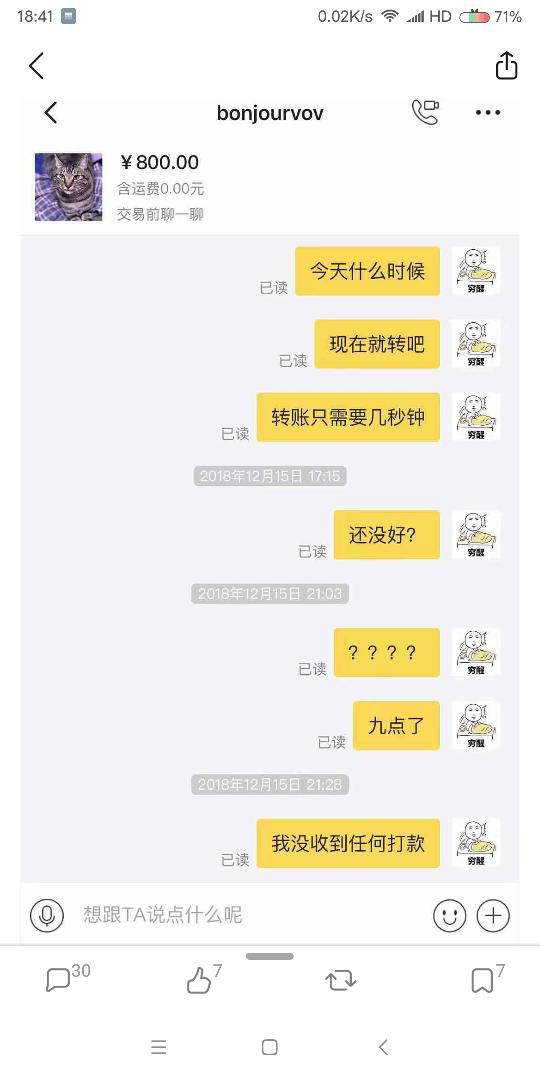 18:41
0.02K/s HD 71%
bonjourvov
¥800.00
含运费0.00元
交易前聊一聊
今天什么时候
已读
穷醒
现在就转吧
已读
穷醒
转账只需要几秒钟
已读
穷醒
2018年12月15日 17:15
还没好?
已读
穷醒
2018年12月15日 21:03
????
已读
穷醒
九点了
已读
穷醒
2018年12月15日 21:28
我没收到任何打款
已读
穷醒
想跟TA说点什么呢
30
7
7